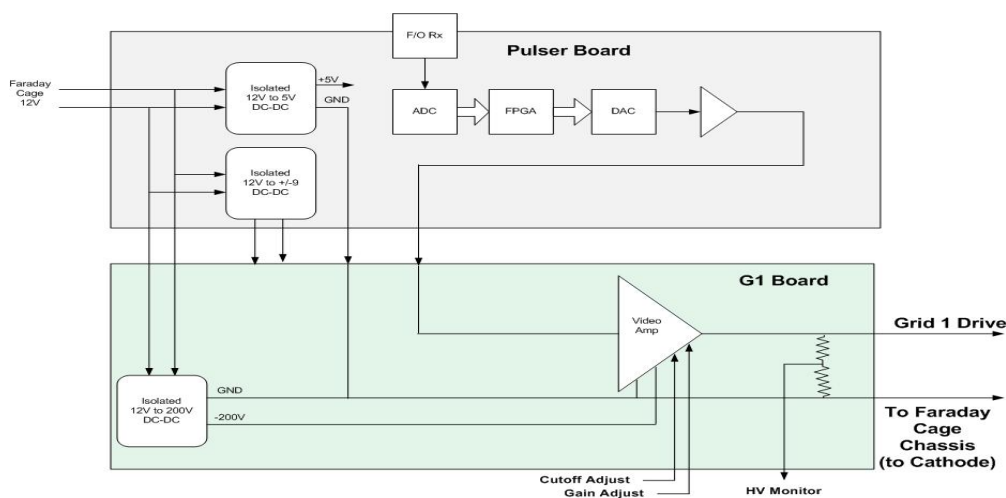 F/O Rx
Pulser Board
Faraday
Cage
12V
Isolated
12V to 5V
DC-DC
+5V
GND
ADC
FPGA
DAC
Isolated
12V to +/-9
DC-DC
G1 Board
Video
Amp
Grid 1 Drive
Isolated
12V to 200V
DC-DC
GND
-200V
To Faraday
Cage
Chassis
(to Cathode)
Cutoff Adjust
Gain Adjust
HV Monitor